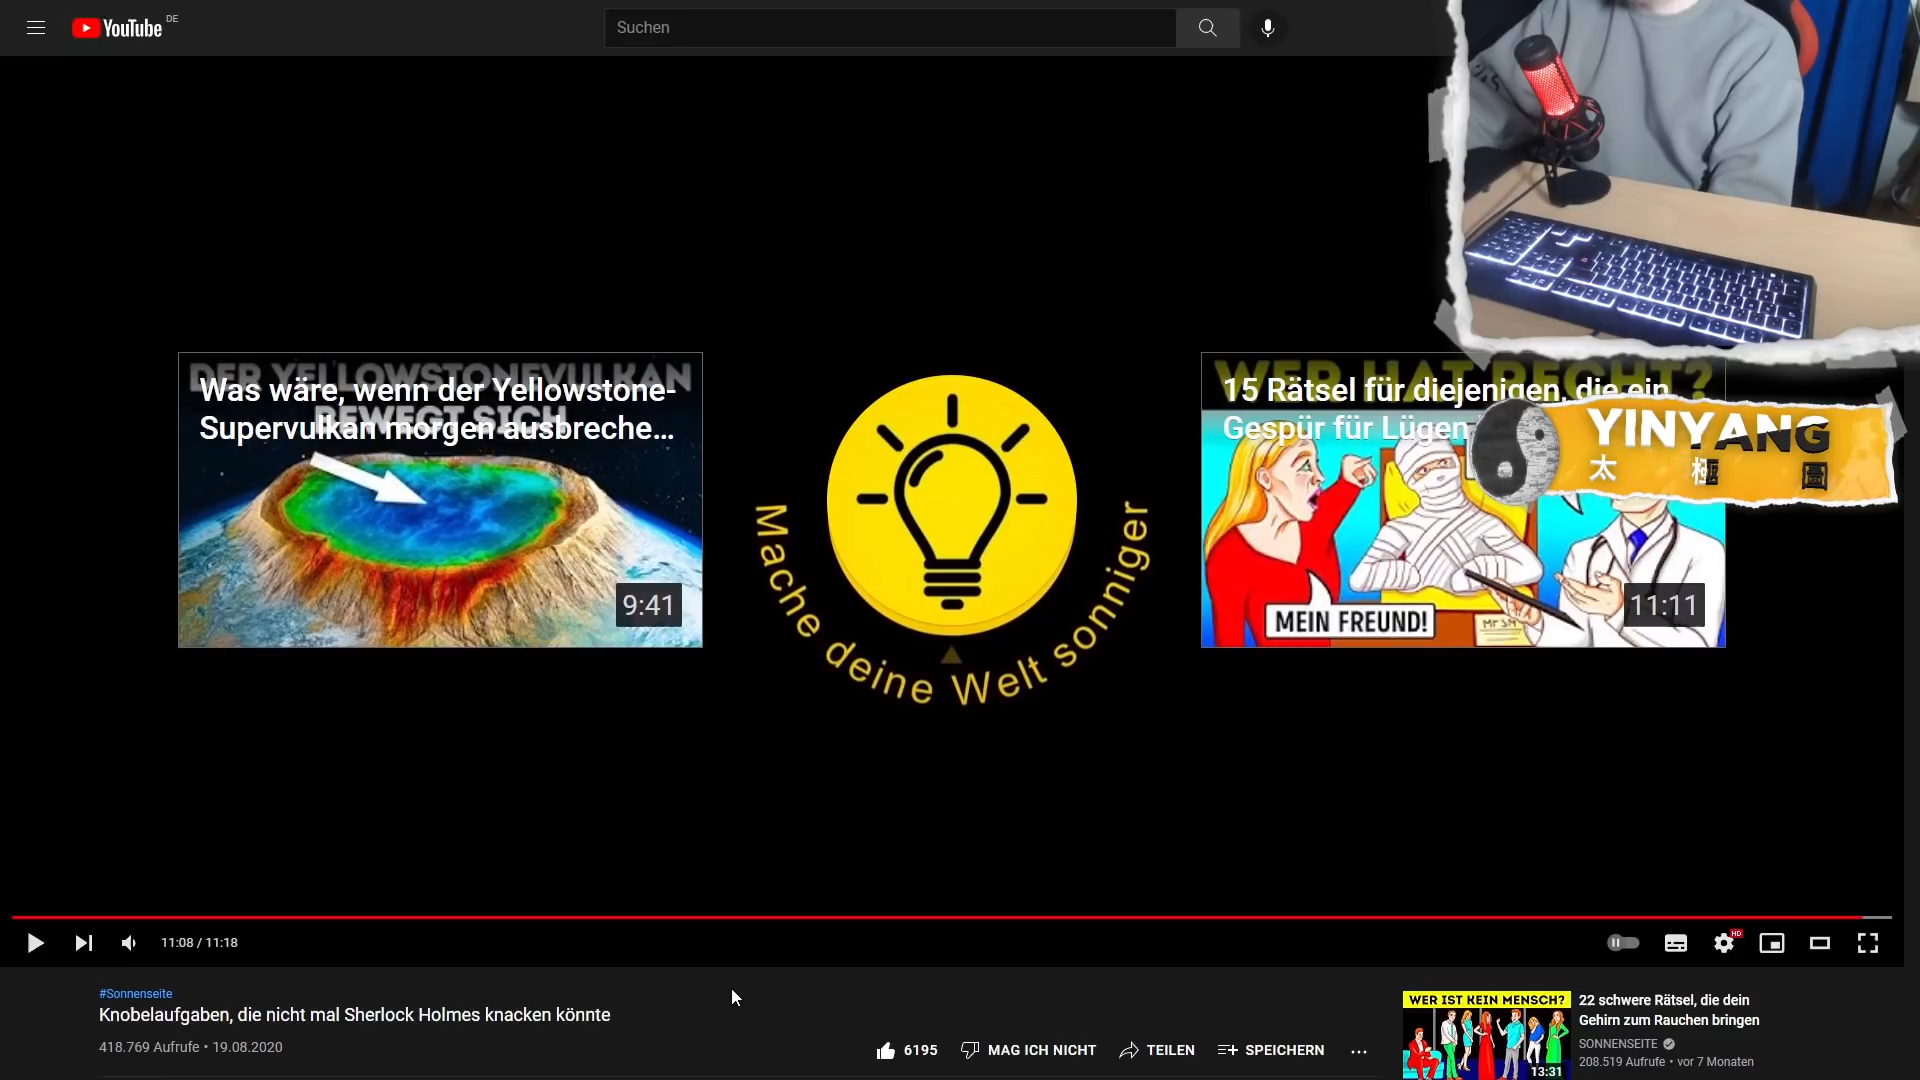 YouTube DE
Suchen
DER YELLOWSTONEVULKAN
BEWEGT SICH
Was wäre, wenn der Yellowstone-
Supervulkan morgen ausbreche...
9:41
Mache deine Welt sonniger
WER HAT RECHT?
15 Rätsel für diejenigen, die ein
Gespür für Lügen
MEIN FREUND!
11:11
YINYANG
太 極 圖
11:08 / 11:18
HD
#Sonnenseite
Knobelaufgaben, die nicht mal Sherlock Holmes knacken könnte
418.769 Aufrufe • 19.08.2020
6195 MAG ICH NICHT TEILEN SPEICHERN
WER IST KEIN MENSCH?
13:31
22 schwere Rätsel, die dein
Gehirn zum Rauchen bringen
SONNENSEITE
208.519 Aufrufe • vor 7 Monaten